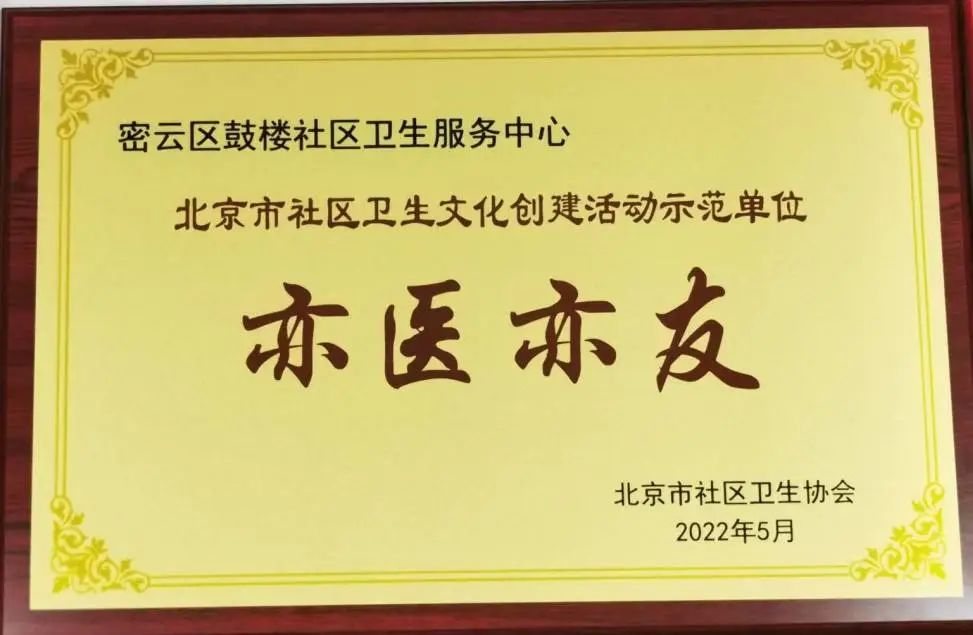 密云区鼓楼社区卫生服务中心
北京市社区卫生文化创建活动示范单位
亦医亦友
北京市社区卫生协会
2022年5月